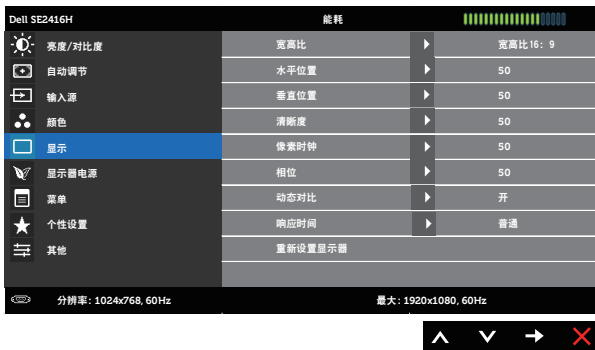 Dell SE2416H 能耗
亮度/对比度 宽高比 宽高比16: 9
自动调节 水平位置 50
输入源 垂直位置 50
颜色 清晰度 50
显示 像素时钟 50
显示器电源 相位 50
菜单 动态对比 开
个性设置 响应时间 普通
其他 重新设置显示器
分辨率: 1024x768, 60Hz 最大: 1920x1080, 60Hz